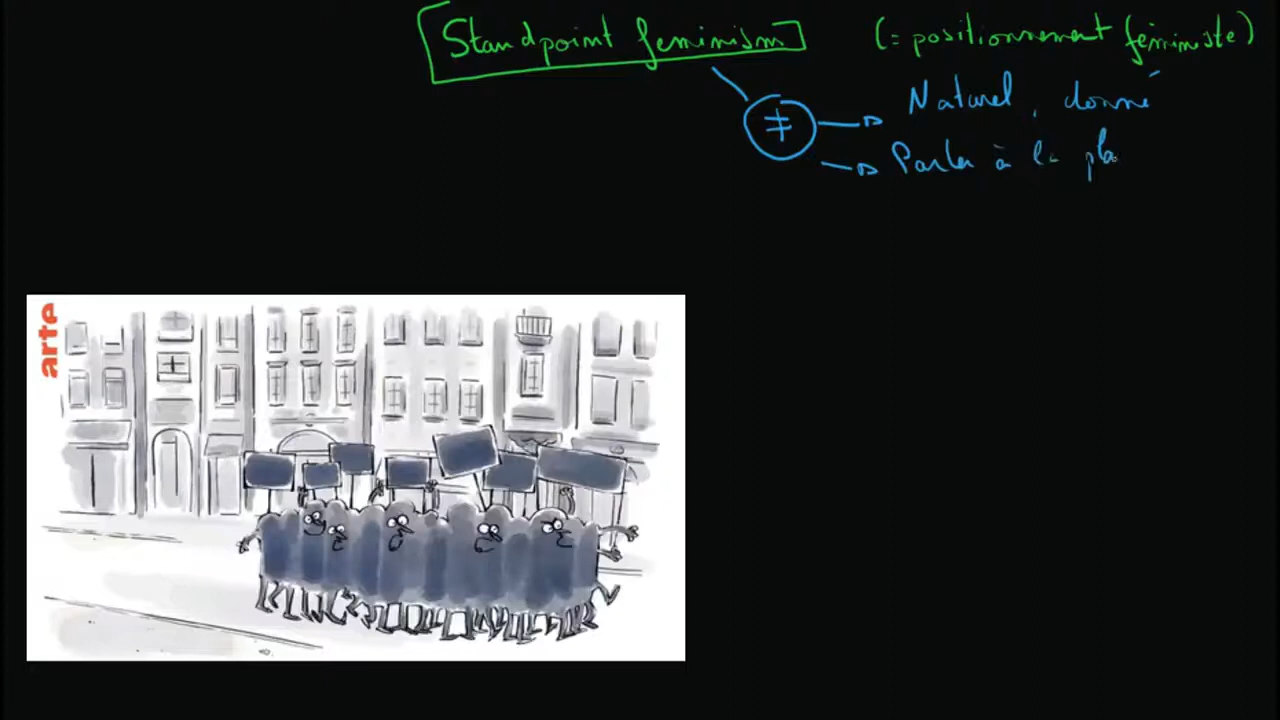 Standpoint feminism (= positionnement féministe)
≠ Naturel, donné
Parler à la pla
arte